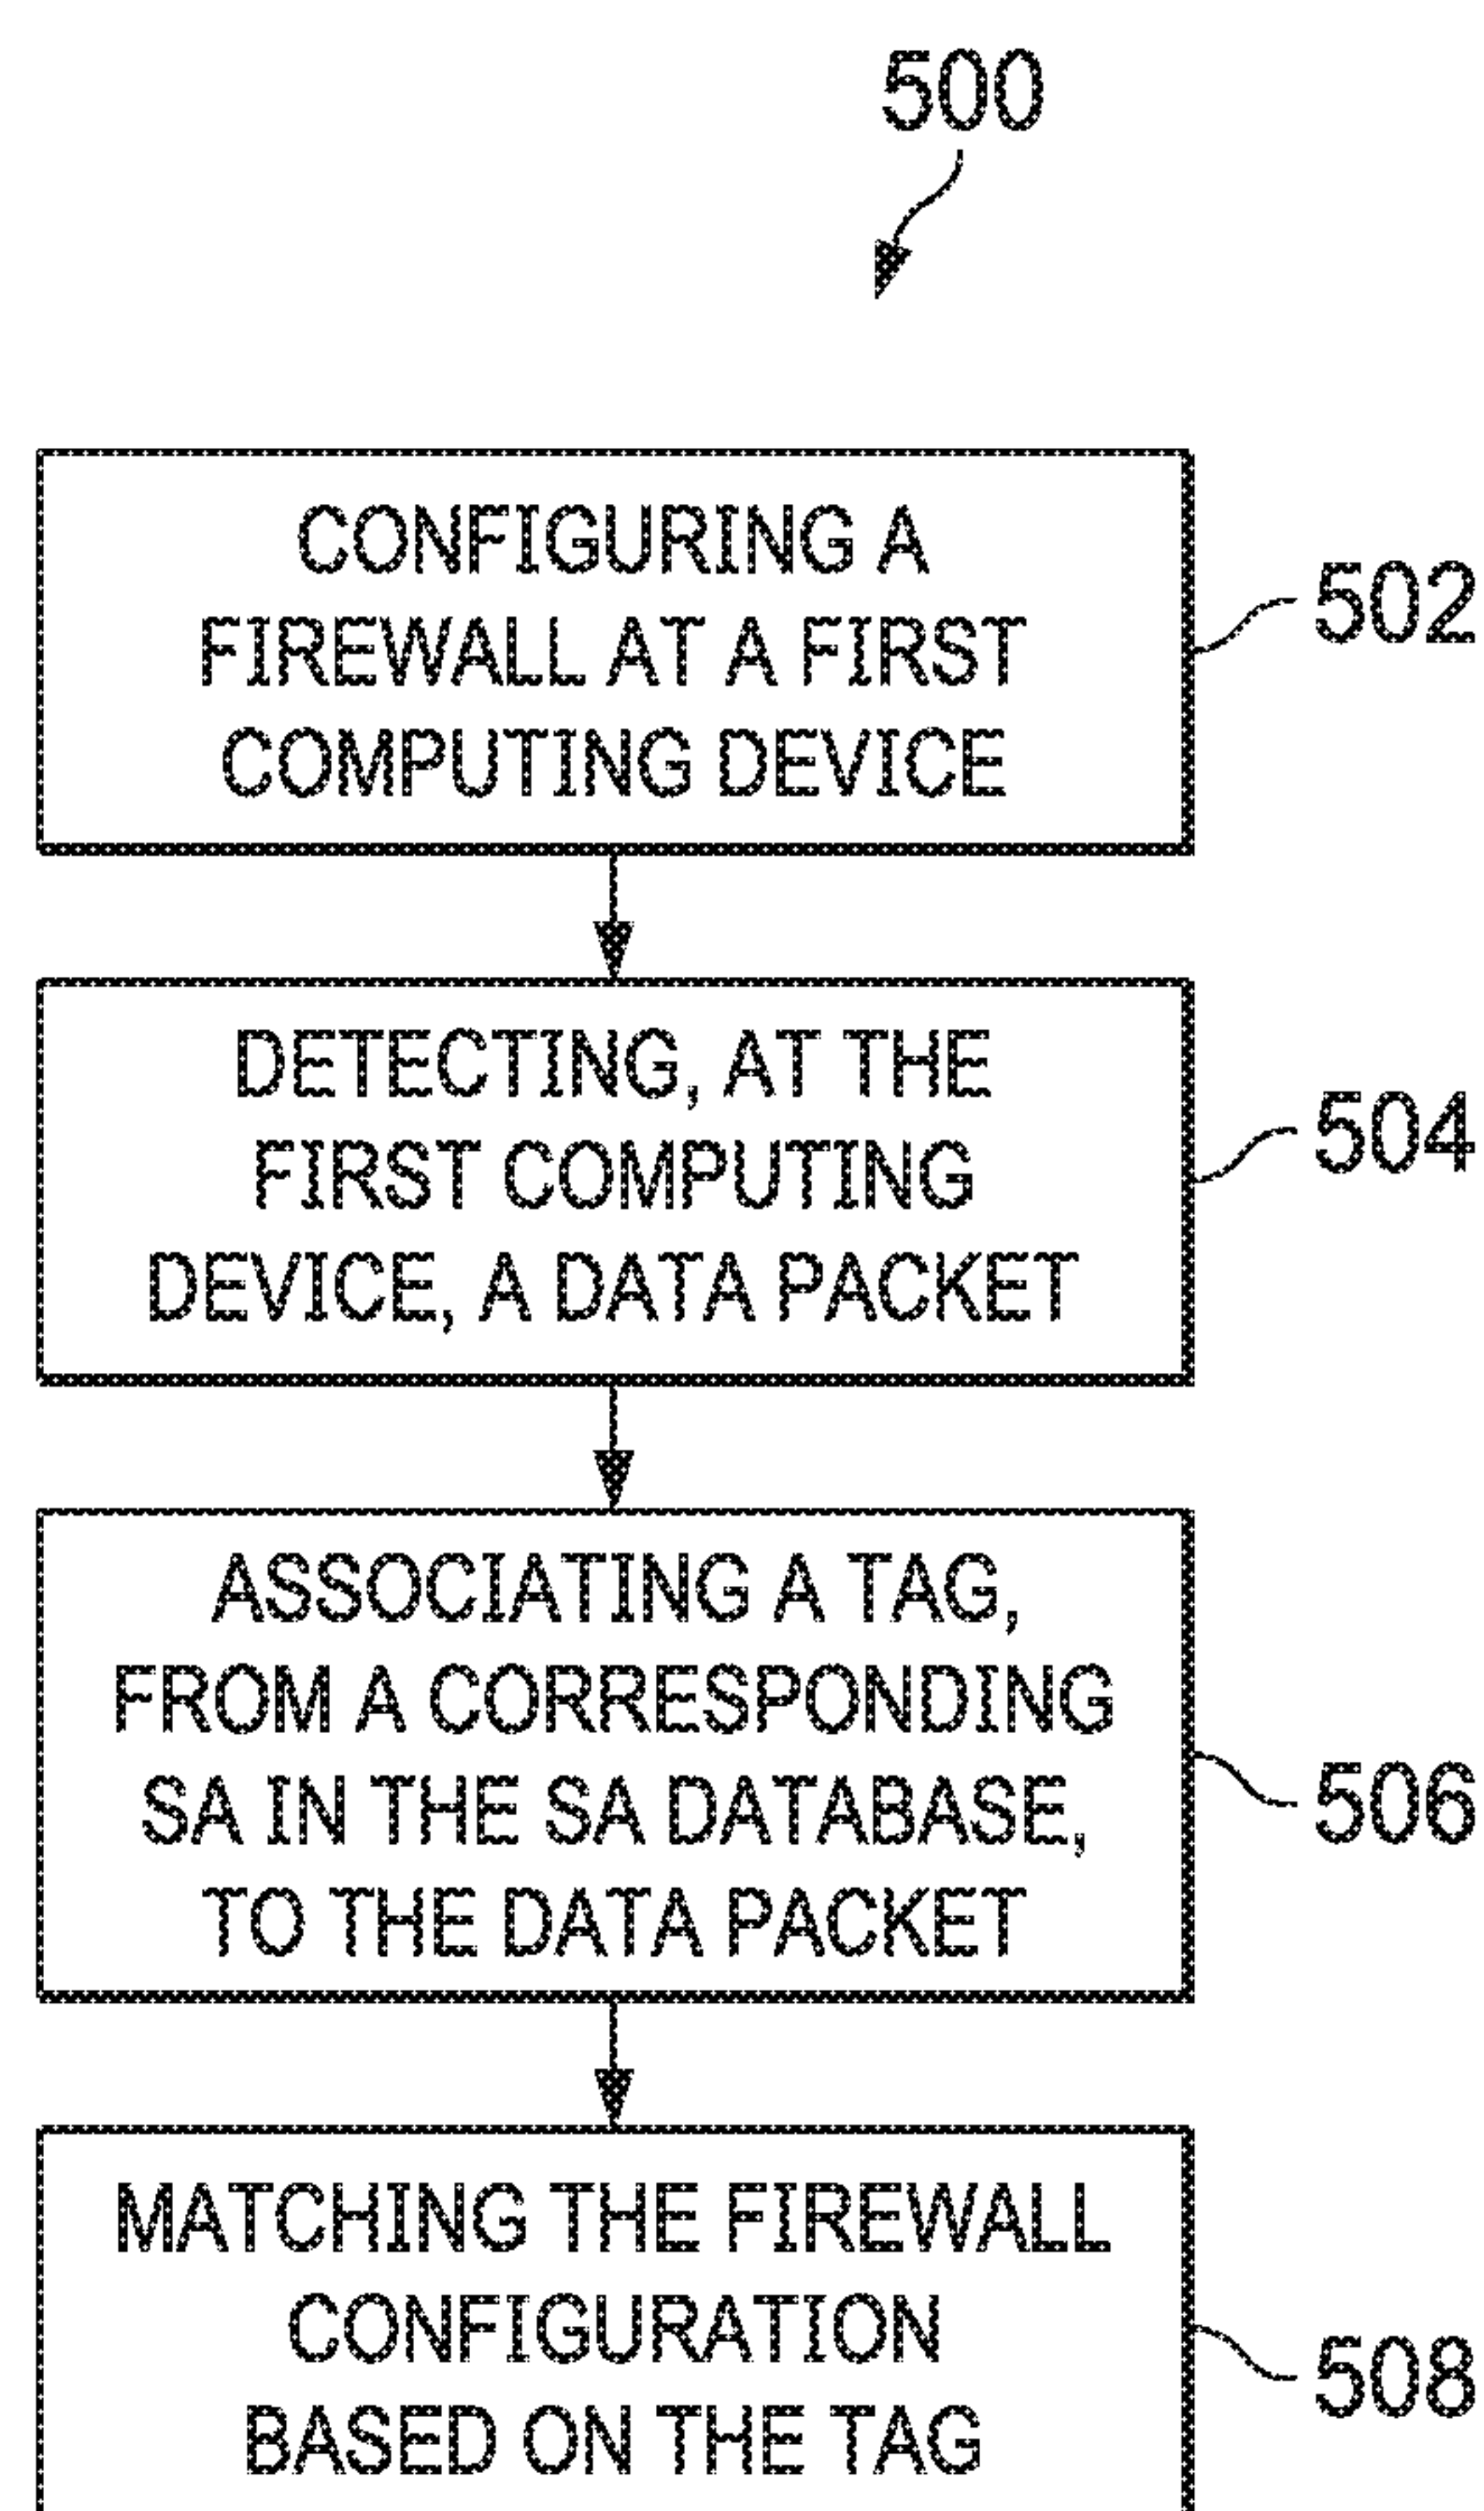 500
CONFIGURING A
FIREWALL AT A FIRST
COMPUTING DEVICE
502
DETECTING, AT THE
FIRST COMPUTING
DEVICE, A DATA PACKET
504
ASSOCIATING A TAG,
FROM A CORRESPONDING
SA IN THE SA DATABASE,
TO THE DATA PACKET
506
MATCHING THE FIREWALL
CONFIGURATION
BASED ON THE TAG
508